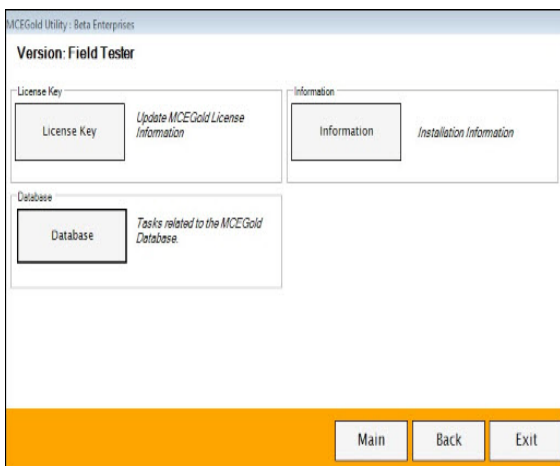 MCEGold Utility : Beta Enterprises
Version: Field Tester
License Key
License Key
Update MCEGold License
Information
Information
Information
Installation Information
Database
Database
Tasks related to the MCEGold
Database.
Main
Back
Exit